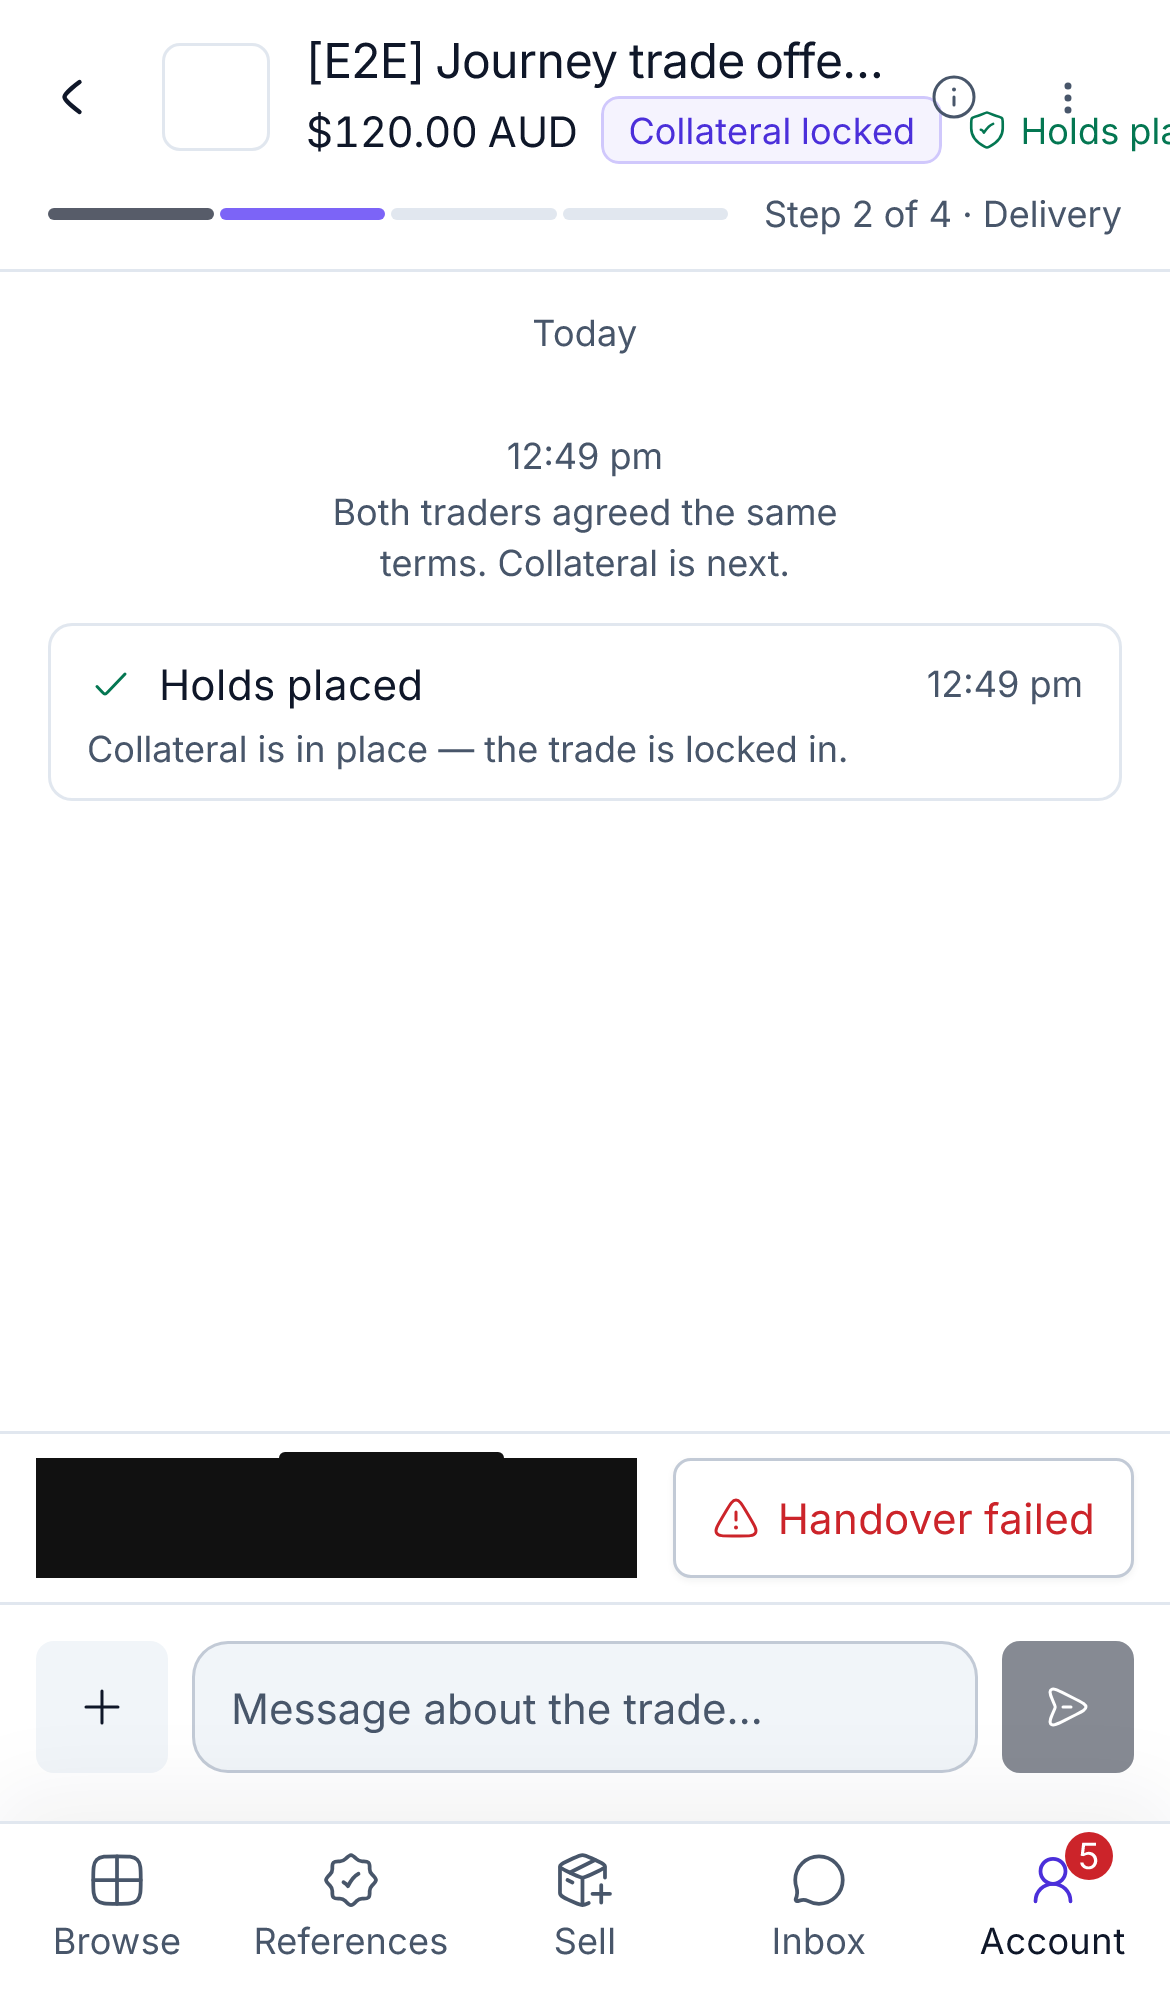 [E2E] Journey trade offe...
$120.00 AUD Collateral locked Holds pla
Step 2 of 4 · Delivery
Today
12:49 pm
Both traders agreed the same
terms. Collateral is next.
Holds placed 12:49 pm
Collateral is in place — the trade is locked in.
Handover failed
Message about the trade...
5
Browse References Sell Inbox Account